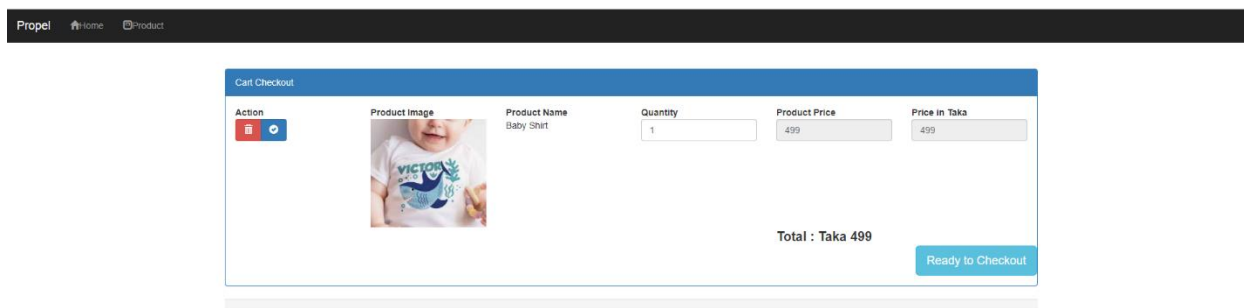 Propel Home Product
Cart Checkout
Action Product Image Product Name Quantity Product Price Price in Taka
Baby Shirt 1 499 499
VICTOR
Total : Taka 499
Ready to Checkout